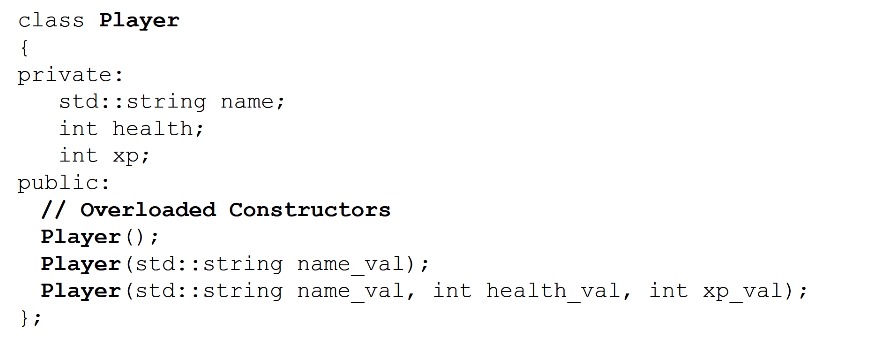 class Player
{
private:
   std::string name;
   int health;
   int xp;
public:
  // Overloaded Constructors
  Player();
  Player(std::string name_val);
  Player(std::string name_val, int health_val, int xp_val);
};